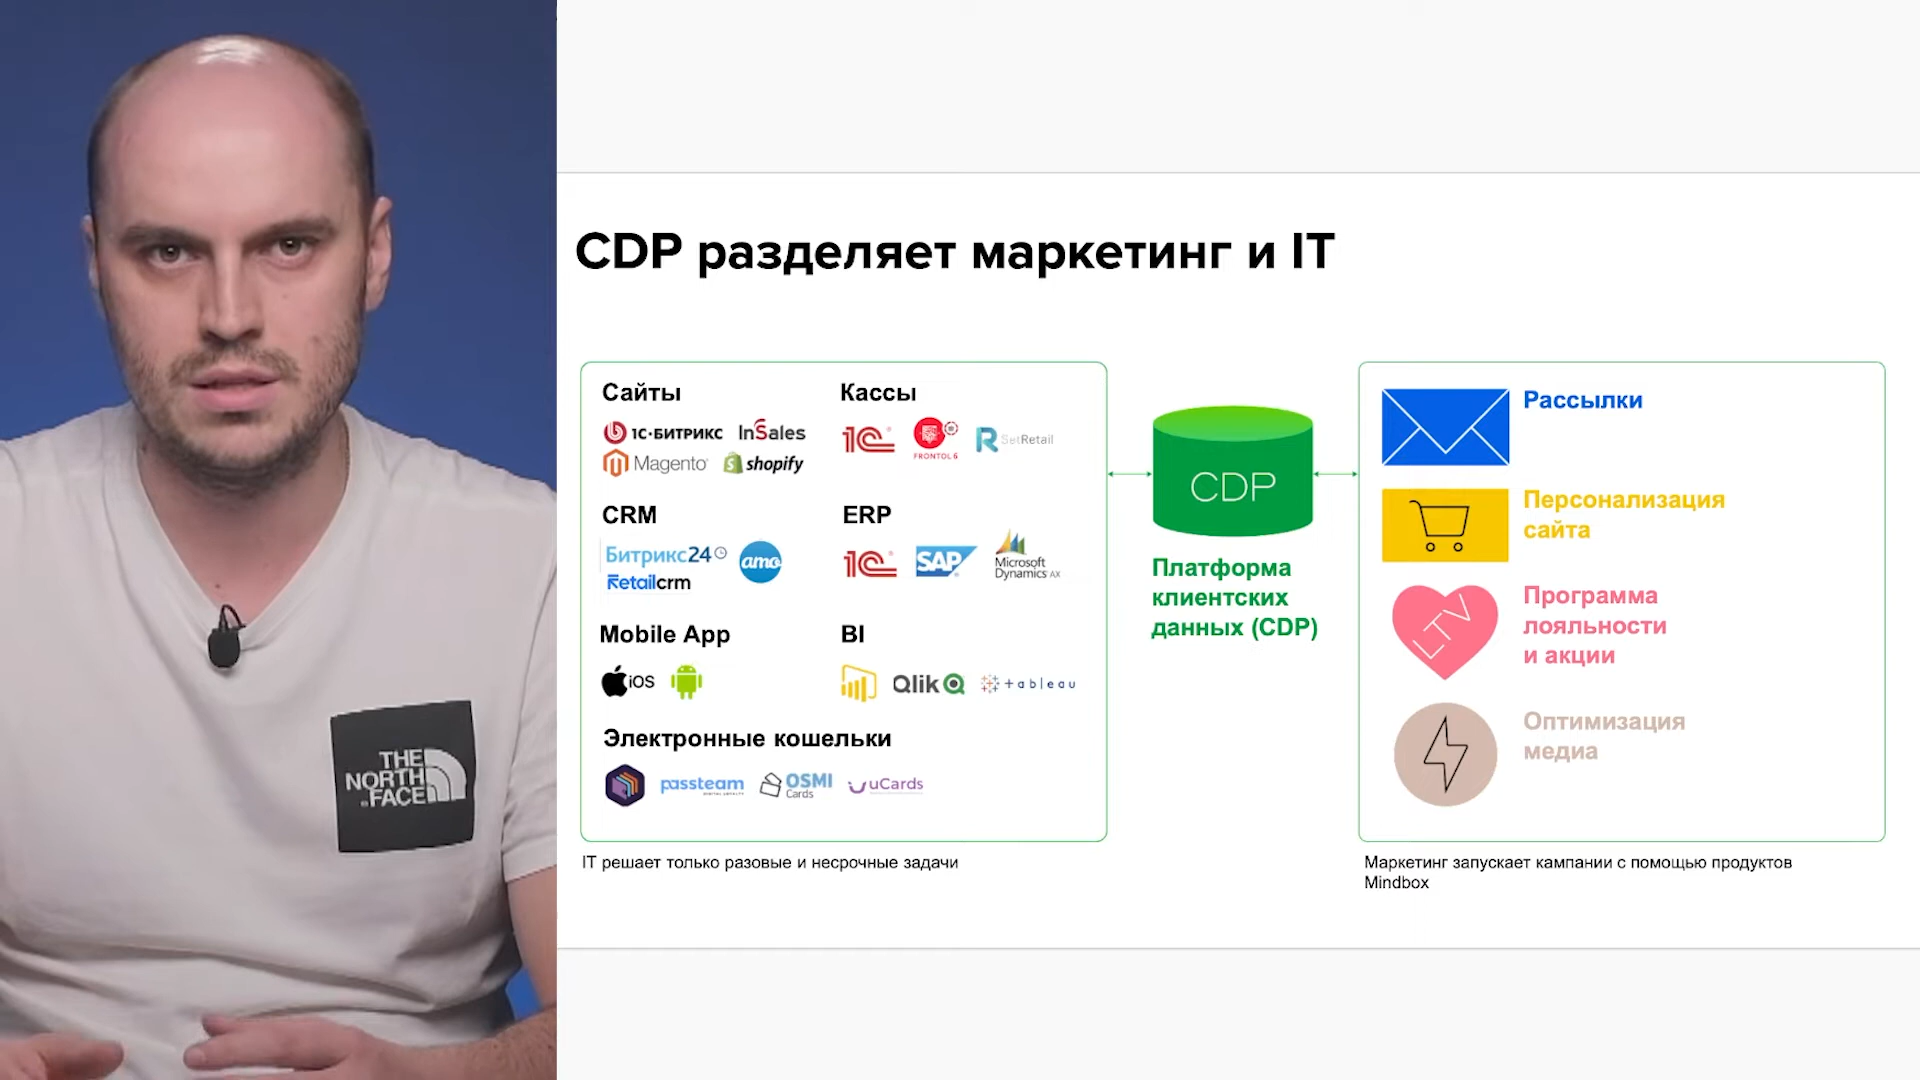 THE
NORTH
FACE
CDP разделяет маркетинг и IT
Сайты
1С·БИТРИКС
InSales
Magento
shopify
Кассы
1С
FRONTOL 6
SetRetail
CRM
Битрикс24
amo
Retailcrm
ERP
1С
SAP
Microsoft
Dynamics AX
Mobile App
iOS
BI
Qlik
+ a b l e a u
Электронные кошельки
passteam
OSMI
Cards
uCards
IT решает только разовые и несрочные задачи
CDP
Платформа
клиентских
данных (CDP)
Рассылки
Персонализация
сайта
LTV
Программа
лояльности
и акции
Оптимизация
медиа
Маркетинг запускает кампании с помощью продуктов
Mindbox